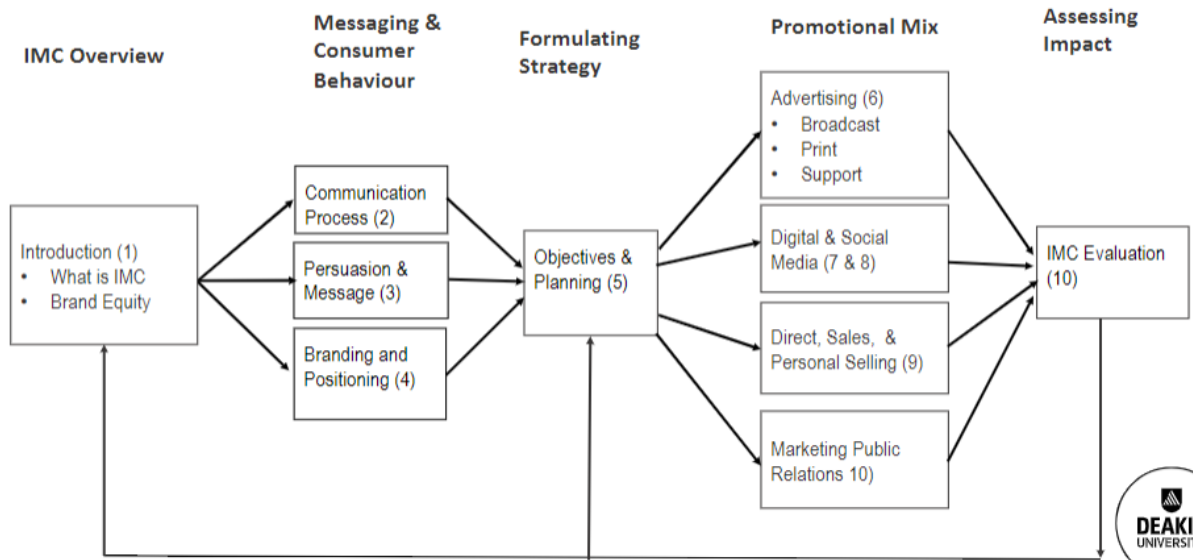 IMC Overview
Messaging &
Consumer
Behaviour
Formulating
Strategy
Promotional Mix
Assessing
Impact
Introduction (1)
• What is IMC
• Brand Equity
Communication
Process (2)
Persuasion &
Message (3)
Branding and
Positioning (4)
Objectives &
Planning (5)
Advertising (6)
• Broadcast
• Print
• Support
Digital & Social
Media (7 & 8)
Direct, Sales, &
Personal Selling (9)
Marketing Public
Relations 10)
IMC Evaluation
(10)
DEAKI
UNIVERSIT